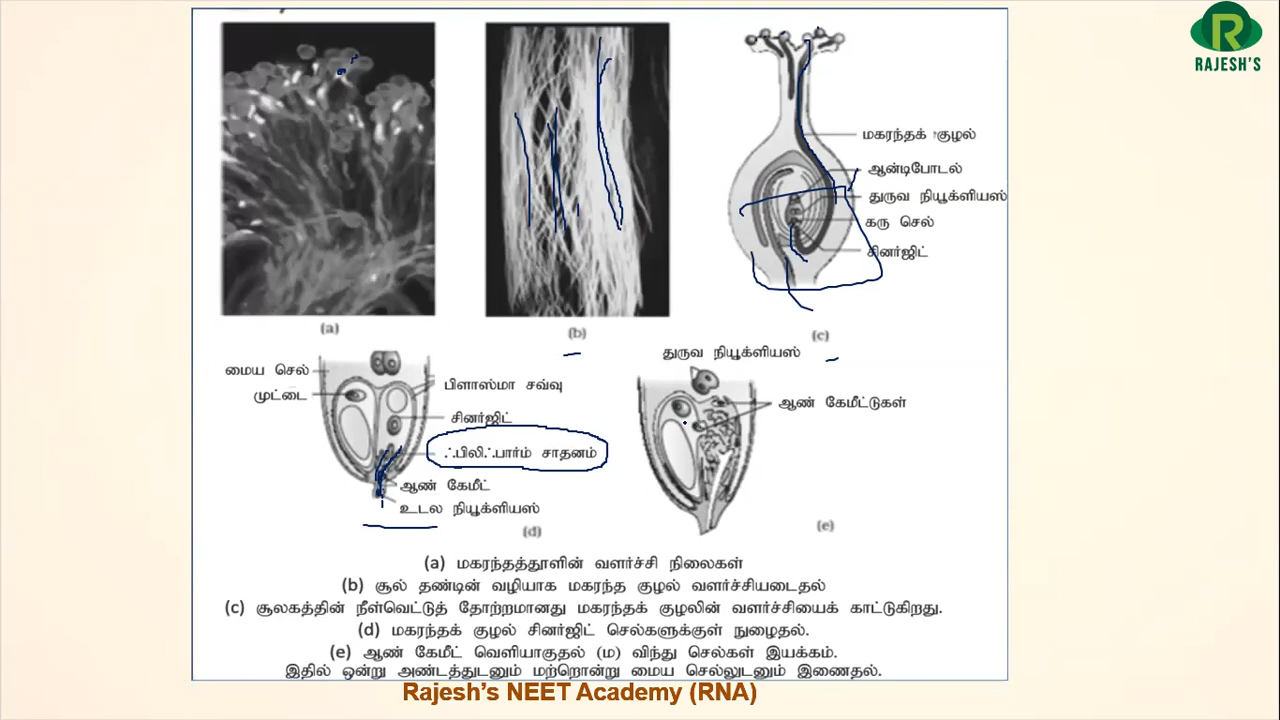 R
RAJESH'S
(a)
(b)
மகரந்தக் குழல்
ஆன்டிபோடல்
துருவ நியூக்ளியஸ்
கரு செல்
சினர்ஜிட்
(c)
மைய செல்
முட்டை
பிளாஸ்மா சவ்வு
சினர்ஜிட்
ஃபிலிஃபார்ம் சாதனம்
ஆண் கேமீட்
உடல நியூக்ளியஸ்
(d)
துருவ நியூக்ளியஸ்
ஆண் கேமீட்டுகள்
(e)
(a) மகரந்தத்தூளின் வளர்ச்சி நிலைகள்
(b) சூல் தண்டின் வழியாக மகரந்த குழல் வளர்ச்சியடைதல்
(c) சூலகத்தின் நீள்வெட்டுத் தோற்றமானது மகரந்தக் குழலின் வளர்ச்சியைக் காட்டுகிறது.
(d) மகரந்தக் குழல் சினர்ஜிட் செல்களுக்குள் நுழைதல்.
(e) ஆண் கேமீட் வெளியாகுதல் (ம) விந்து செல்கள் இயக்கம்.
இதில் ஒன்று அண்டத்துடனும் மற்றொன்று மைய செல்லுடனும் இணைதல்.
Rajesh's NEET Academy (RNA)